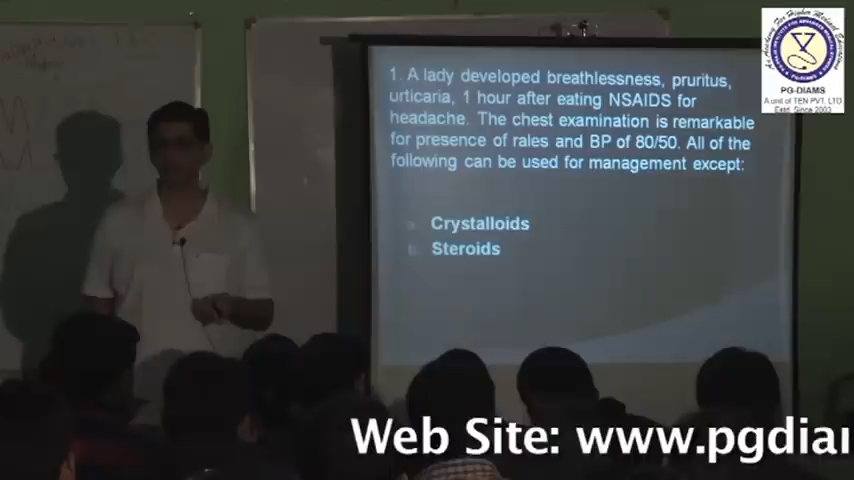 1. A lady developed breathlessness, pruritus,
urticaria, 1 hour after eating NSAIDS for
headache. The chest examination is remarkable
for presence of rales and BP of 80/50. All of the
following can be used for management except:
a. Crystalloids
b. Steroids
PG-DIAMS
A unit of TEN PVT. LTD
Estd. Since 2003
Web Site: www.pgdia